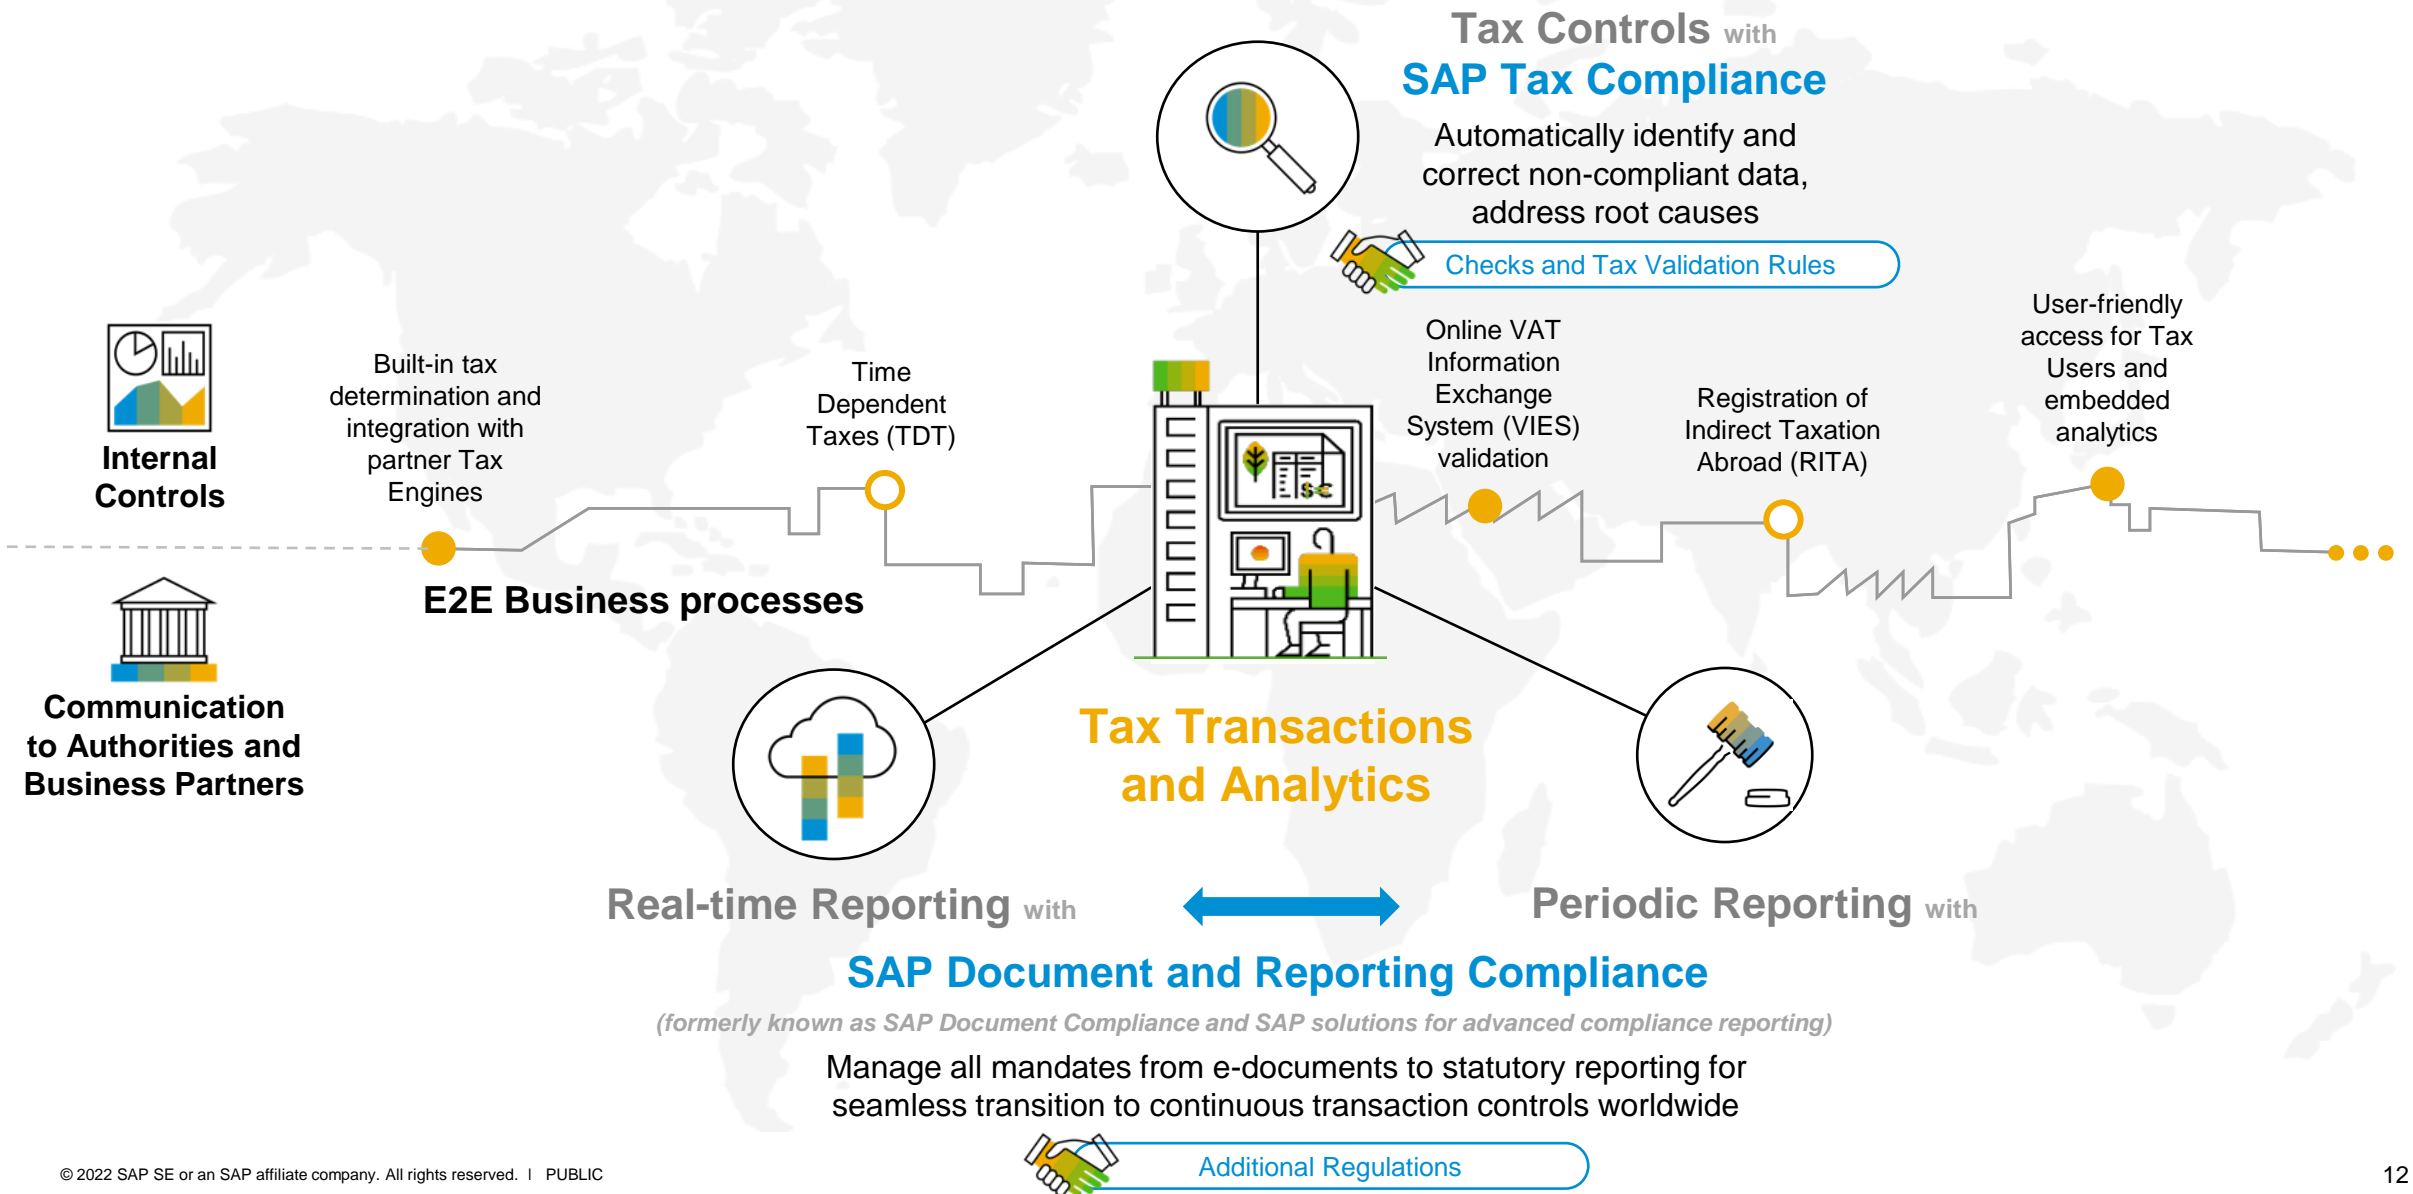 Tax Controls with
SAP Tax Compliance
Automatically identify and
correct non-compliant data,
address root causes
Checks and Tax Validation Rules
Internal
Controls
Built-in tax
determination and
integration with
partner Tax
Engines
Time
Dependent
Taxes (TDT)
Online VAT
Information
Exchange
System (VIES)
validation
Registration of
Indirect Taxation
Abroad (RITA)
User-friendly
access for Tax
Users and
embedded
analytics
E2E Business processes
Communication
to Authorities and
Business Partners
Tax Transactions
and Analytics
Real-time Reporting with
Periodic Reporting with
SAP Document and Reporting Compliance
(formerly known as SAP Document Compliance and SAP solutions for advanced compliance reporting)
Manage all mandates from e-documents to statutory reporting for
seamless transition to continuous transaction controls worldwide
Additional Regulations
© 2022 SAP SE or an SAP affiliate company. All rights reserved. | PUBLIC
12